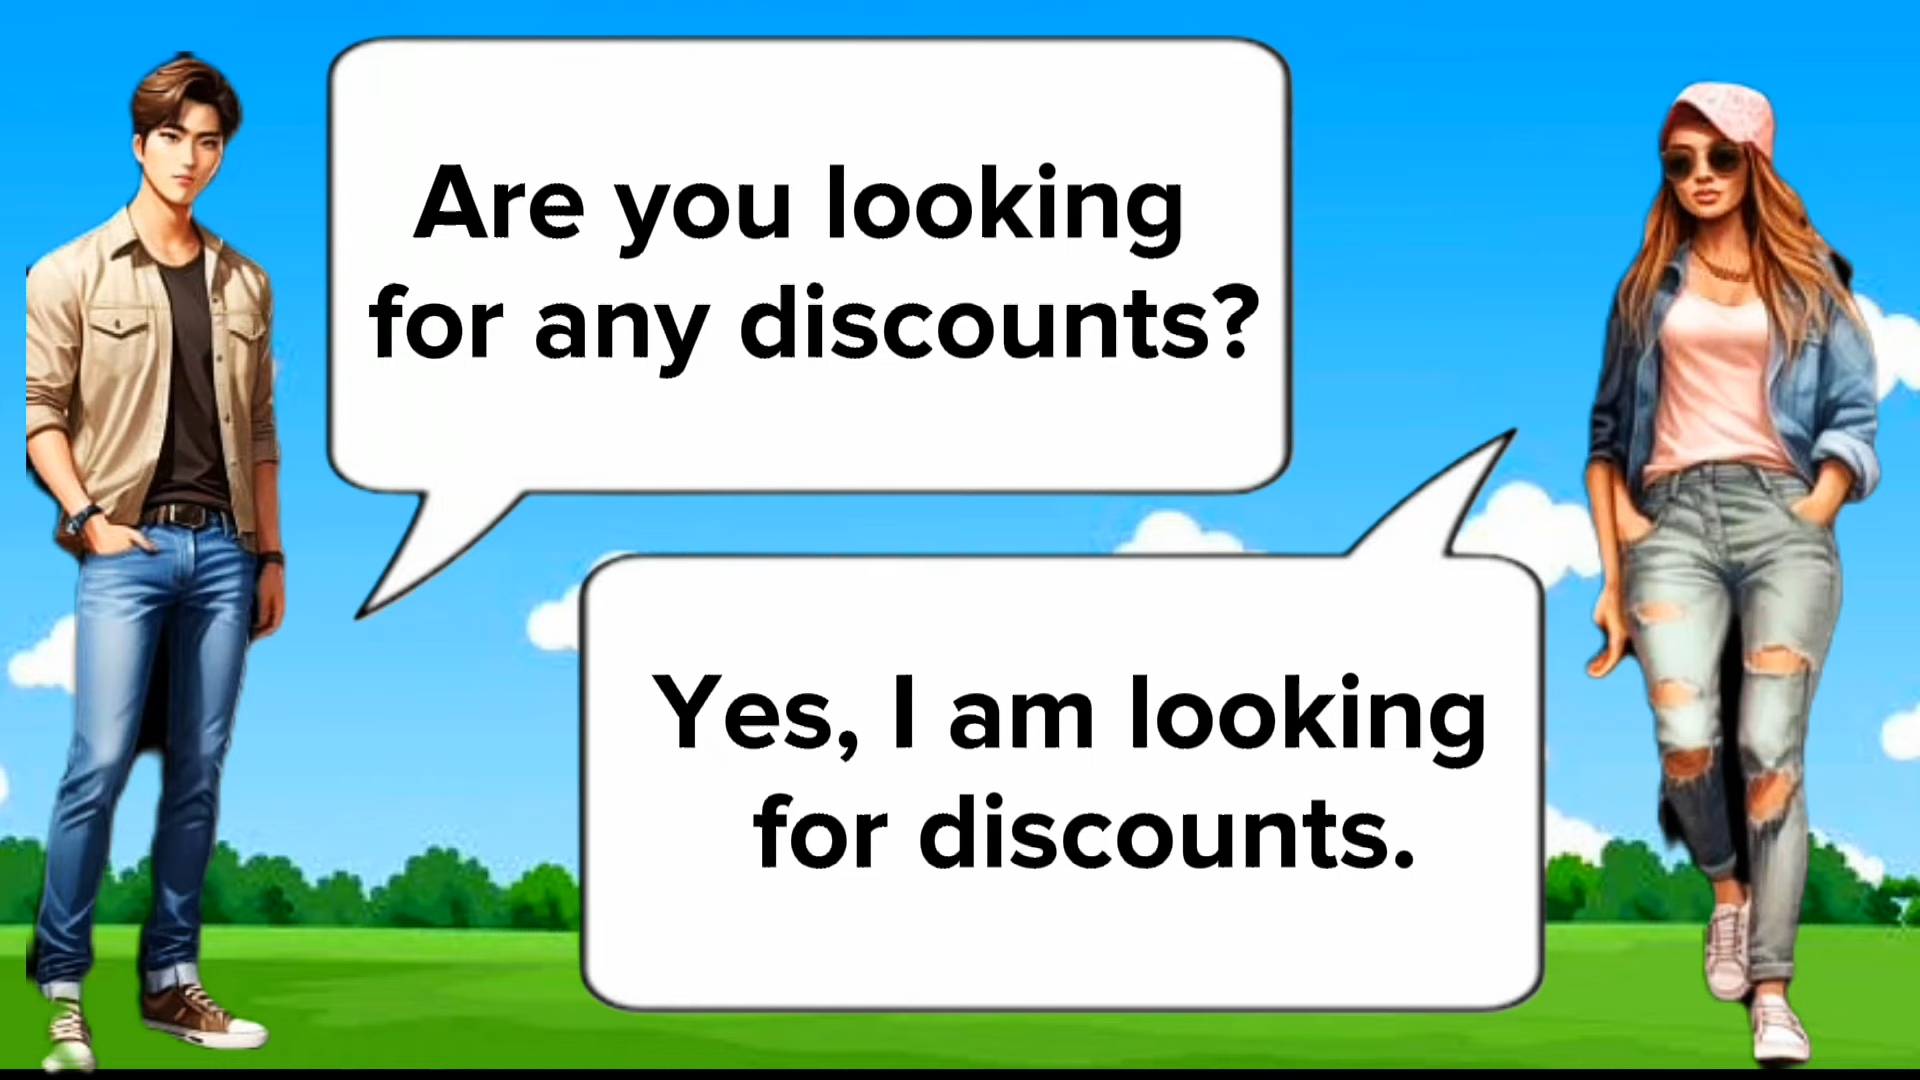 Are you looking
for any discounts?
Yes, I am looking
for discounts.